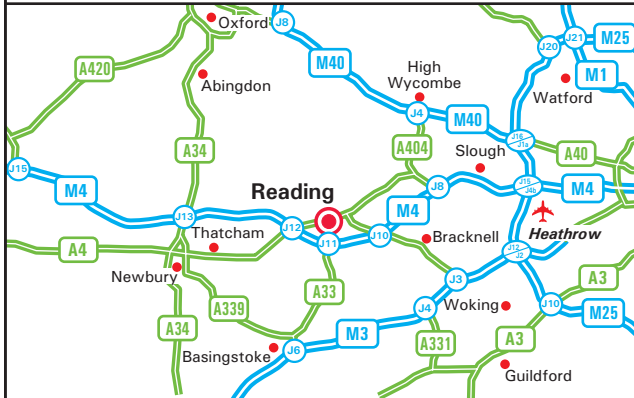 Oxford
J8
J21
M25
J20
A420
M40
High
Wycombe
M1
Abingdon
Watford
J4
M40
J16
J1a
A34
A404
Slough
A40
J15
M4
Reading
J8
J15
J4b
M4
J13
M4
Thatcham
J12
J11
J10
Bracknell
Heathrow
A4
J12
J2
Newbury
A33
J3
A3
A339
J4
Woking
J10
M25
A34
M3
Basingstoke
J6
A331
A3
Guildford